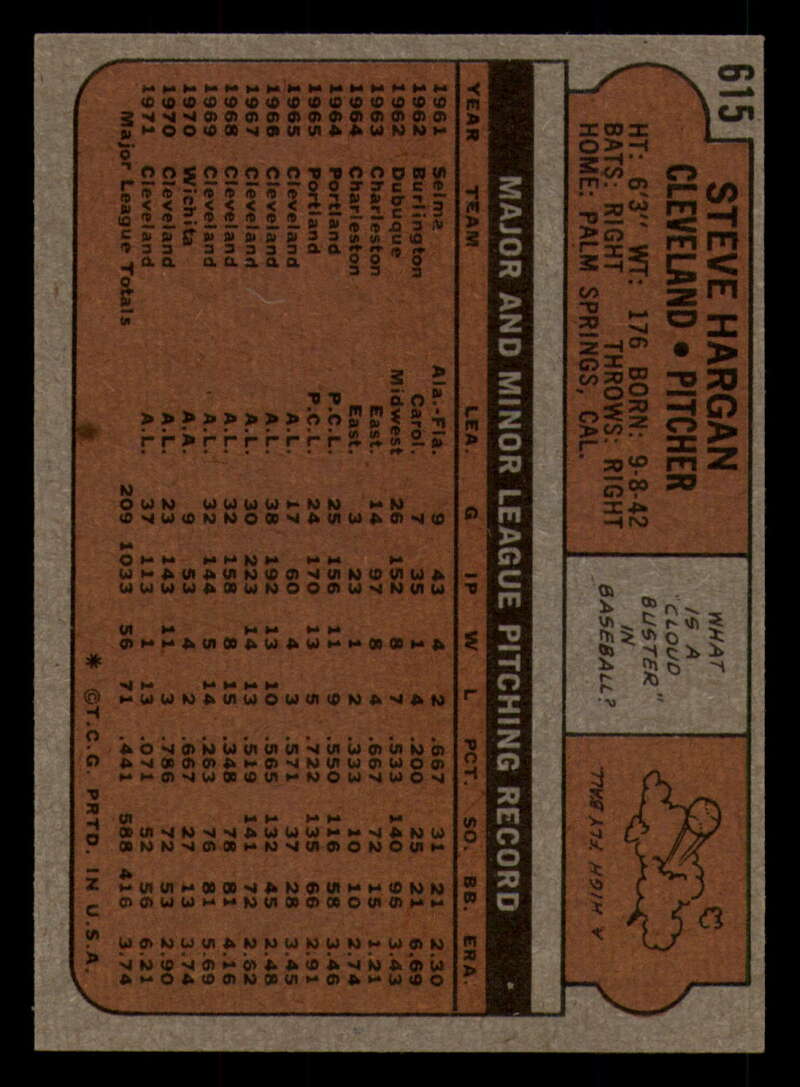 615
STEVE HARGAN
CLEVELAND • PITCHER
HT: 6'3" WT: 176 BORN: 9-8-42
BATS: RIGHT THROWS: RIGHT
HOME: PALM SPRINGS, CAL.
WHAT
IS A
"CLOUD
BUSTER"
IN
BASEBALL?
A HIGH FLY BALL
MAJOR AND MINOR LEAGUE PITCHING RECORD
YEAR TEAM LEA. G IP W L PCT. SO. BB. ERA.
1961 Selma Ala.-Fla. 9 43 4 2 .667 31 21 2.30
1962 Burlington Carol. 7 35 1 4 .200 25 21 6.69
1962 Dubuque Midwest 26 152 8 7 .533 140 96 3.43
1963 Charleston East. 14 97 8 4 .667 72 15 1.21
1964 Charleston East. 3 23 1 2 .333 10 10 2.74
1964 Portland P.C.L. 25 156 11 9 .550 116 58 3.46
1965 Portland P.C.L. 24 170 13 5 .722 135 66 2.91
1965 Cleveland A.L. 17 60 4 3 .571 37 28 3.45
1966 Cleveland A.L. 38 192 13 10 .565 132 45 2.48
1967 Cleveland A.L. 30 223 14 13 .519 141 72 2.62
1968 Cleveland A.L. 32 158 8 15 .348 78 81 4.16
1969 Cleveland A.L. 32 144 5 14 .263 76 81 5.69
1970 Wichita A.A. 9 53 4 2 .667 27 13 3.74
1970 Cleveland A.L. 23 143 11 3 .786 72 53 2.90
1971 Cleveland A.L. 37 113 1 13 .071 52 56 6.21
Major League Totals 209 1033 56 71 .441 588 416 3.74
* © T.C.G. PRTD. IN U.S.A.